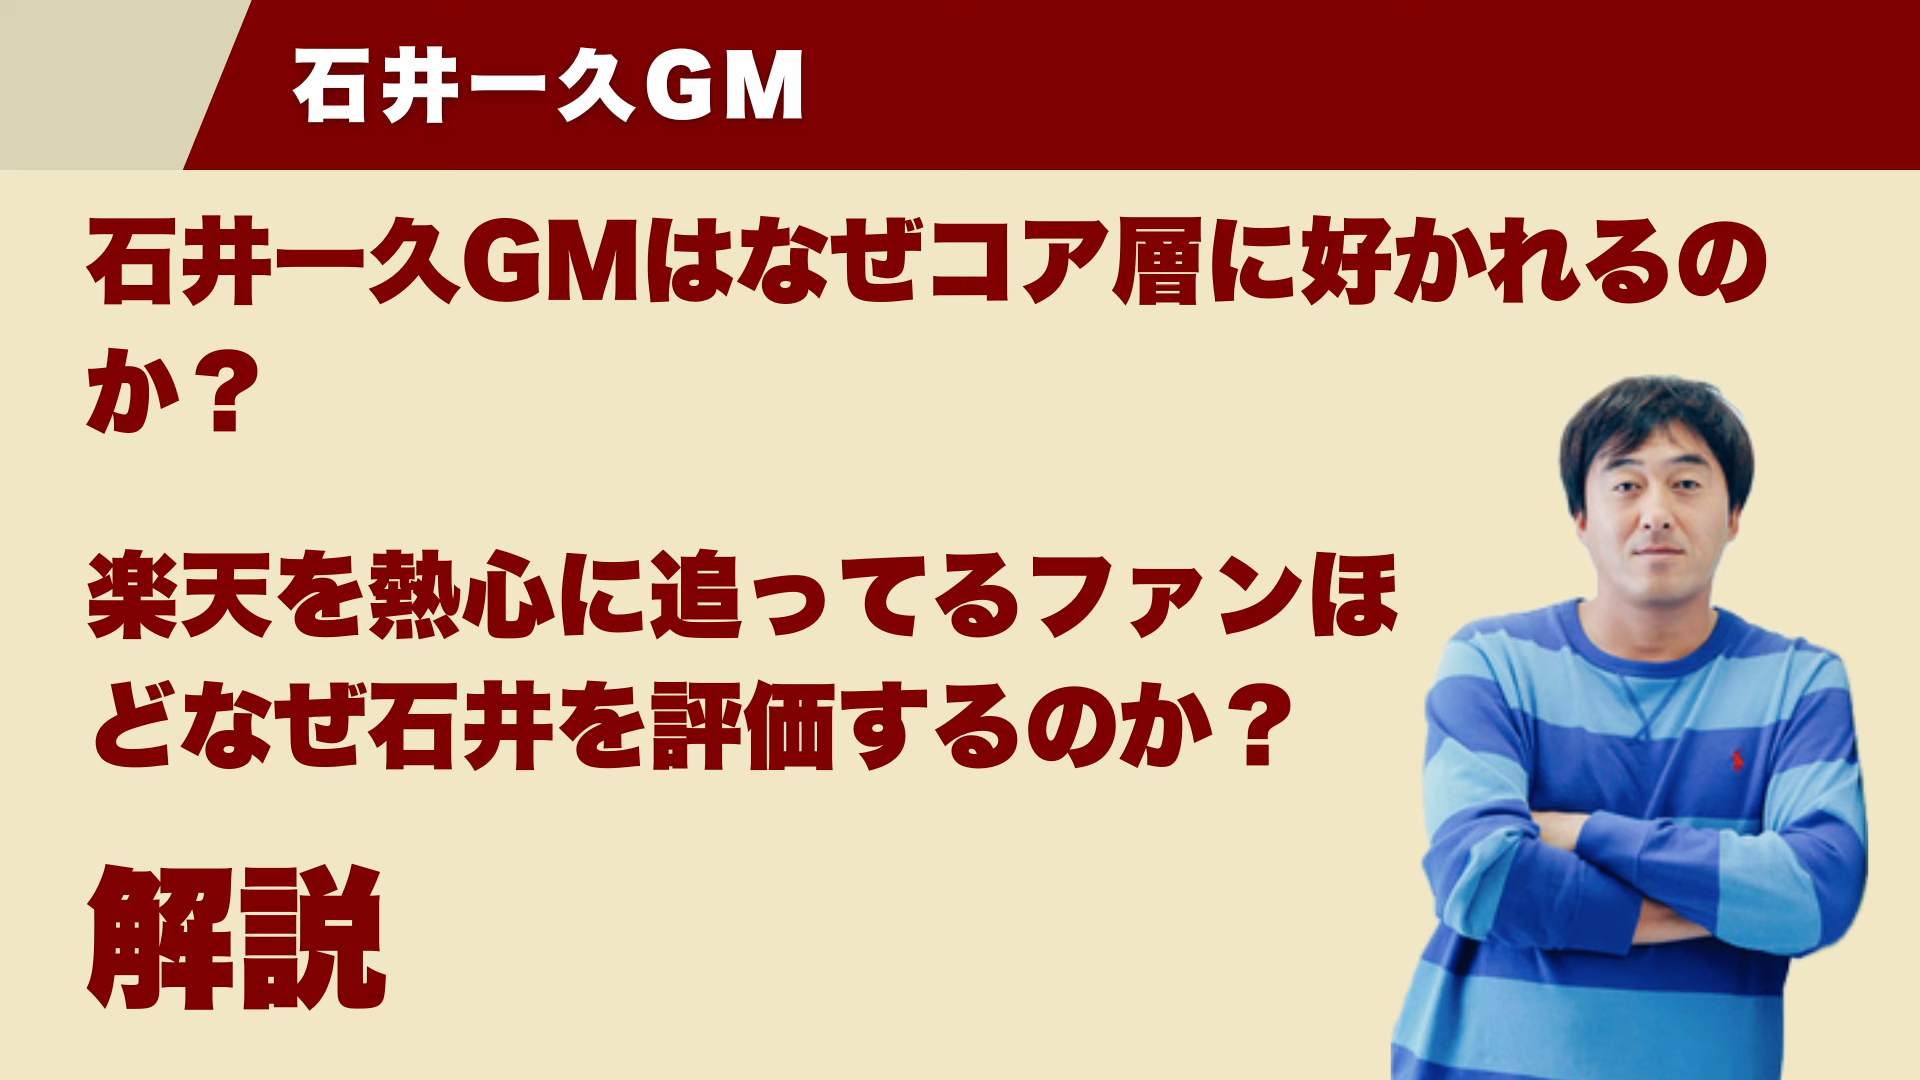 石井一久GM
石井一久GMはなぜコア層に好かれるの
か？
楽天を熱心に追ってるファンほ
どなぜ石井を評価するのか？
解説